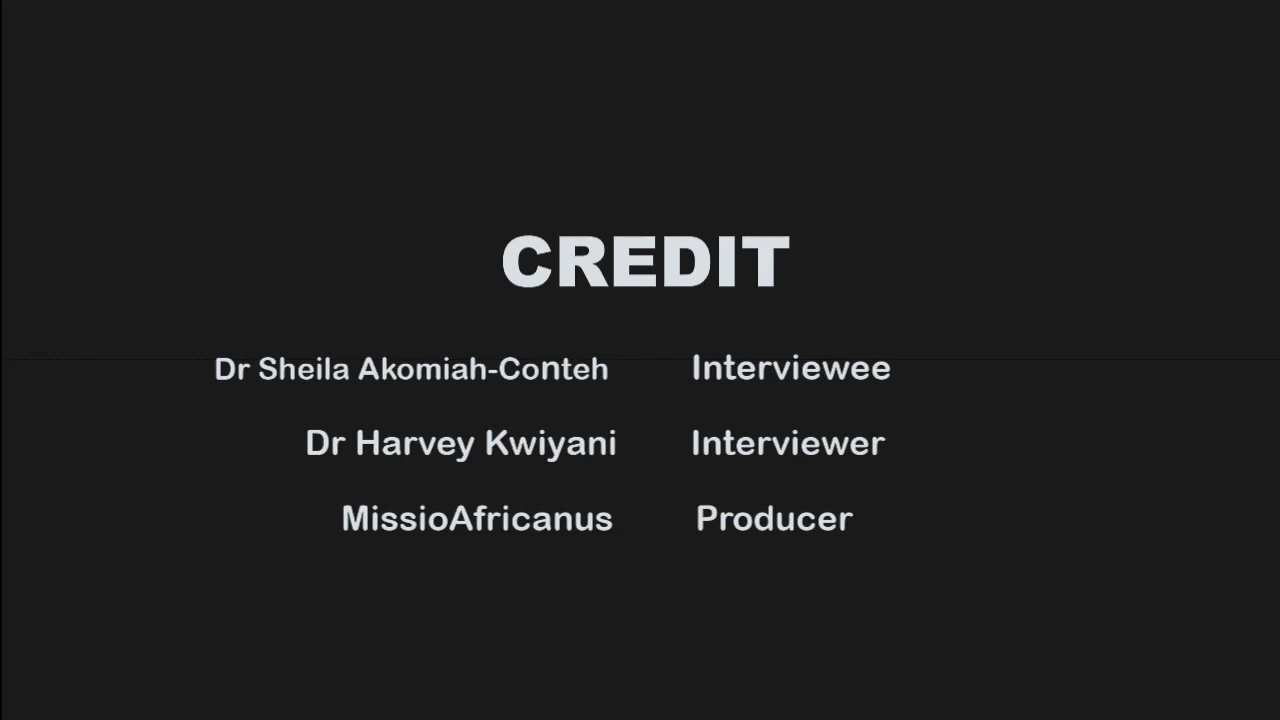 CREDIT
Dr Sheila Akomiah-Conteh Interviewee
Dr Harvey Kwiyani Interviewer
MissioAfricanus Producer